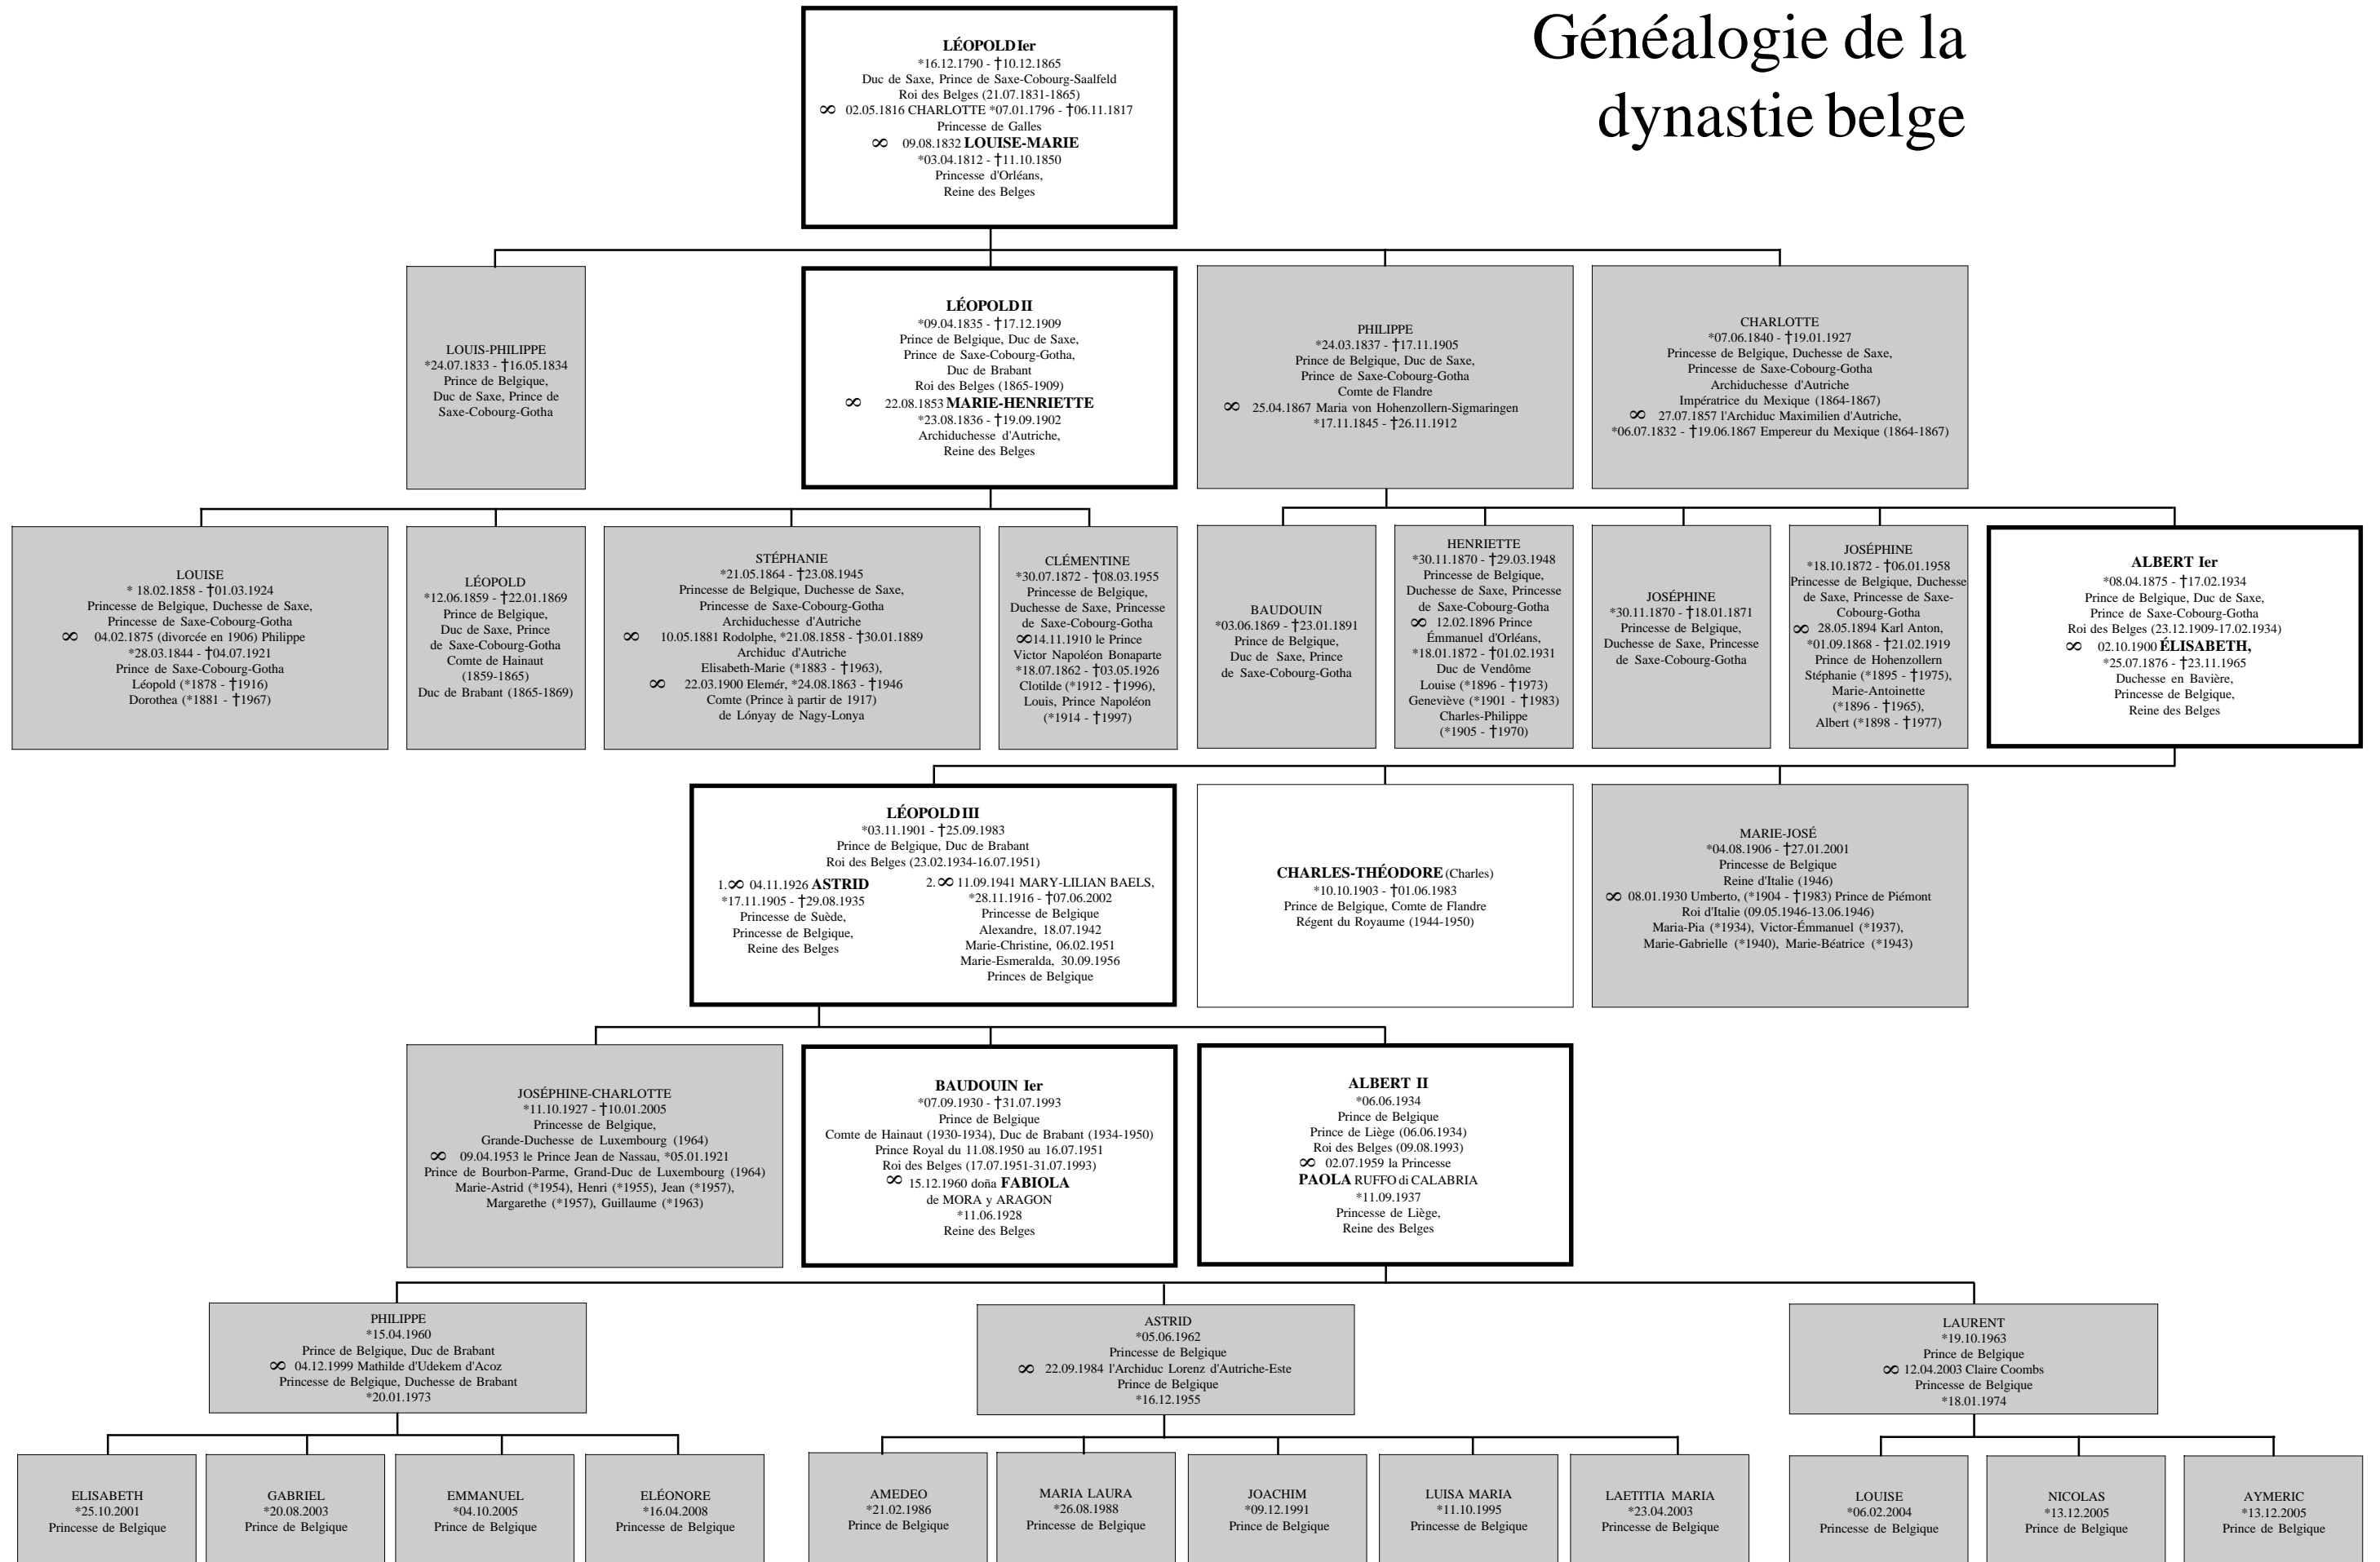 Généalogie de la
dynastie belge
LÉOPOLD Ier
*16.12.1790 - †10.12.1865
Duc de Saxe, Prince de Saxe-Cobourg-Saalfeld
Roi des Belges (21.07.1831-1865)
∞ 02.05.1816 CHARLOTTE *07.01.1796 - †06.11.1817
Princesse de Galles
∞ 09.08.1832 LOUISE-MARIE
*03.04.1812 - †11.10.1850
Princesse d'Orléans,
Reine des Belges
LOUIS-PHILIPPE
*24.07.1833 - †16.05.1834
Prince de Belgique,
Duc de Saxe, Prince de
Saxe-Cobourg-Gotha
LÉOPOLD II
*09.04.1835 - †17.12.1909
Prince de Belgique, Duc de Saxe,
Prince de Saxe-Cobourg-Gotha,
Duc de Brabant
Roi des Belges (1865-1909)
∞ 22.08.1853 MARIE-HENRIETTE
*23.08.1836 - †19.09.1902
Archiduchesse d'Autriche,
Reine des Belges
PHILIPPE
*24.03.1837 - †17.11.1905
Prince de Belgique, Duc de Saxe,
Prince de Saxe-Cobourg-Gotha
Comte de Flandre
∞ 25.04.1867 Maria von Hohenzollern-Sigmaringen
*17.11.1845 - †26.11.1912
CHARLOTTE
*07.06.1840 - †19.01.1927
Princesse de Belgique, Duchesse de Saxe,
Princesse de Saxe-Cobourg-Gotha
Archiduchesse d'Autriche
Impératrice du Mexique (1864-1867)
∞ 27.07.1857 l'Archiduc Maximilien d'Autriche,
*06.07.1832 - †19.06.1867 Empereur du Mexique (1864-1867)
LOUISE
* 18.02.1858 - †01.03.1924
Princesse de Belgique, Duchesse de Saxe,
Princesse de Saxe-Cobourg-Gotha
∞ 04.02.1875 (divorcée en 1906) Philippe
*28.03.1844 - †04.07.1921
Prince de Saxe-Cobourg-Gotha
Léopold (*1878 - †1916)
Dorothea (*1881 - †1967)
LÉOPOLD
*12.06.1859 - †22.01.1869
Prince de Belgique,
Duc de Saxe, Prince
de Saxe-Cobourg-Gotha
Comte de Hainaut
(1859-1865)
Duc de Brabant (1865-1869)
STÉPHANIE
*21.05.1864 - †23.08.1945
Princesse de Belgique, Duchesse de Saxe,
Princesse de Saxe-Cobourg-Gotha
Archiduchesse d'Autriche
∞ 10.05.1881 Rodolphe, *21.08.1858 - †30.01.1889
Archiduc d'Autriche
Elisabeth-Marie (*1883 - †1963),
∞ 22.03.1900 Elemér, *24.08.1863 - †1946
Comte (Prince à partir de 1917)
de Lónyay de Nagy-Lonya
CLÉMENTINE
*30.07.1872 - †08.03.1955
Princesse de Belgique,
Duchesse de Saxe, Princesse
de Saxe-Cobourg-Gotha
∞14.11.1910 le Prince
Victor Napoléon Bonaparte
*18.07.1862 - †03.05.1926
Clotilde (*1912 - †1996),
Louis, Prince Napoléon
(*1914 - †1997)
BAUDOUIN
*03.06.1869 - †23.01.1891
Prince de Belgique,
Duc de Saxe, Prince
de Saxe-Cobourg-Gotha
HENRIETTE
*30.11.1870 - †29.03.1948
Princesse de Belgique,
Duchesse de Saxe, Princesse
de Saxe-Cobourg-Gotha
∞ 12.02.1896 Prince
Émmanuel d'Orléans,
*18.01.1872 - †01.02.1931
Duc de Vendôme
Louise (*1896 - †1973)
Geneviève (*1901 - †1983)
Charles-Philippe
(*1905 - †1970)
JOSÉPHINE
*30.11.1870 - †18.01.1871
Princesse de Belgique,
Duchesse de Saxe, Princesse
de Saxe-Cobourg-Gotha
JOSÉPHINE
*18.10.1872 - †06.01.1958
Princesse de Belgique, Duchesse
de Saxe, Princesse de Saxe-
Cobourg-Gotha
∞ 28.05.1894 Karl Anton,
*01.09.1868 - †21.02.1919
Prince de Hohenzollern
Stéphanie (*1895 - †1975),
Marie-Antoinette
(*1896 - †1965),
Albert (*1898 - †1977)
ALBERT Ier
*08.04.1875 - †17.02.1934
Prince de Belgique, Duc de Saxe,
Prince de Saxe-Cobourg-Gotha
Roi des Belges (23.12.1909-17.02.1934)
∞ 02.10.1900 ÉLISABETH,
*25.07.1876 - †23.11.1965
Duchesse en Bavière,
Princesse de Belgique,
Reine des Belges
LÉOPOLD III
*03.11.1901 - †25.09.1983
Prince de Belgique, Duc de Brabant
Roi des Belges (23.02.1934-16.07.1951)
1.∞ 04.11.1926 ASTRID
*17.11.1905 - †29.08.1935
Princesse de Suède,
Princesse de Belgique,
Reine des Belges
2.∞ 11.09.1941 MARY-LILIAN BAELS,
*28.11.1916 - †07.06.2002
Princesse de Belgique
Alexandre, 18.07.1942
Marie-Christine, 06.02.1951
Marie-Esmeralda, 30.09.1956
Princes de Belgique
CHARLES-THÉODORE (Charles)
*10.10.1903 - †01.06.1983
Prince de Belgique, Comte de Flandre
Régent du Royaume (1944-1950)
MARIE-JOSÉ
*04.08.1906 - †27.01.2001
Princesse de Belgique
Reine d'Italie (1946)
∞ 08.01.1930 Umberto, (*1904 - †1983) Prince de Piémont
Roi d'Italie (09.05.1946-13.06.1946)
Maria-Pia (*1934), Victor-Émmanuel (*1937),
Marie-Gabrielle (*1940), Marie-Béatrice (*1943)
JOSÉPHINE-CHARLOTTE
*11.10.1927 - †10.01.2005
Princesse de Belgique,
Grande-Duchesse de Luxembourg (1964)
∞ 09.04.1953 le Prince Jean de Nassau, *05.01.1921
Prince de Bourbon-Parme, Grand-Duc de Luxembourg (1964)
Marie-Astrid (*1954), Henri (*1955), Jean (*1957),
Margarethe (*1957), Guillaume (*1963)
BAUDOUIN Ier
*07.09.1930 - †31.07.1993
Prince de Belgique
Comte de Hainaut (1930-1934), Duc de Brabant (1934-1950)
Prince Royal du 11.08.1950 au 16.07.1951
Roi des Belges (17.07.1951-31.07.1993)
∞ 15.12.1960 doña FABIOLA
de MORA y ARAGON
*11.06.1928
Reine des Belges
ALBERT II
*06.06.1934
Prince de Belgique
Prince de Liège (06.06.1934)
Roi des Belges (09.08.1993)
∞ 02.07.1959 la Princesse
PAOLA RUFFO di CALABRIA
*11.09.1937
Princesse de Liège,
Reine des Belges
PHILIPPE
*15.04.1960
Prince de Belgique, Duc de Brabant
∞ 04.12.1999 Mathilde d'Udekem d'Acoz
Princesse de Belgique, Duchesse de Brabant
*20.01.1973
ASTRID
*05.06.1962
Princesse de Belgique
∞ 22.09.1984 l'Archiduc Lorenz d'Autriche-Este
Prince de Belgique
*16.12.1955
LAURENT
*19.10.1963
Prince de Belgique
∞ 12.04.2003 Claire Coombs
Princesse de Belgique
*18.01.1974
ELISABETH
*25.10.2001
Princesse de Belgique
GABRIEL
*20.08.2003
Prince de Belgique
EMMANUEL
*04.10.2005
Prince de Belgique
ELÉONORE
*16.04.2008
Princesse de Belgique
AMEDEO
*21.02.1986
Prince de Belgique
MARIA LAURA
*26.08.1988
Princesse de Belgique
JOACHIM
*09.12.1991
Prince de Belgique
LUISA MARIA
*11.10.1995
Princesse de Belgique
LAETITIA MARIA
*23.04.2003
Princesse de Belgique
LOUISE
*06.02.2004
Princesse de Belgique
NICOLAS
*13.12.2005
Prince de Belgique
AYMERIC
*13.12.2005
Prince de Belgique